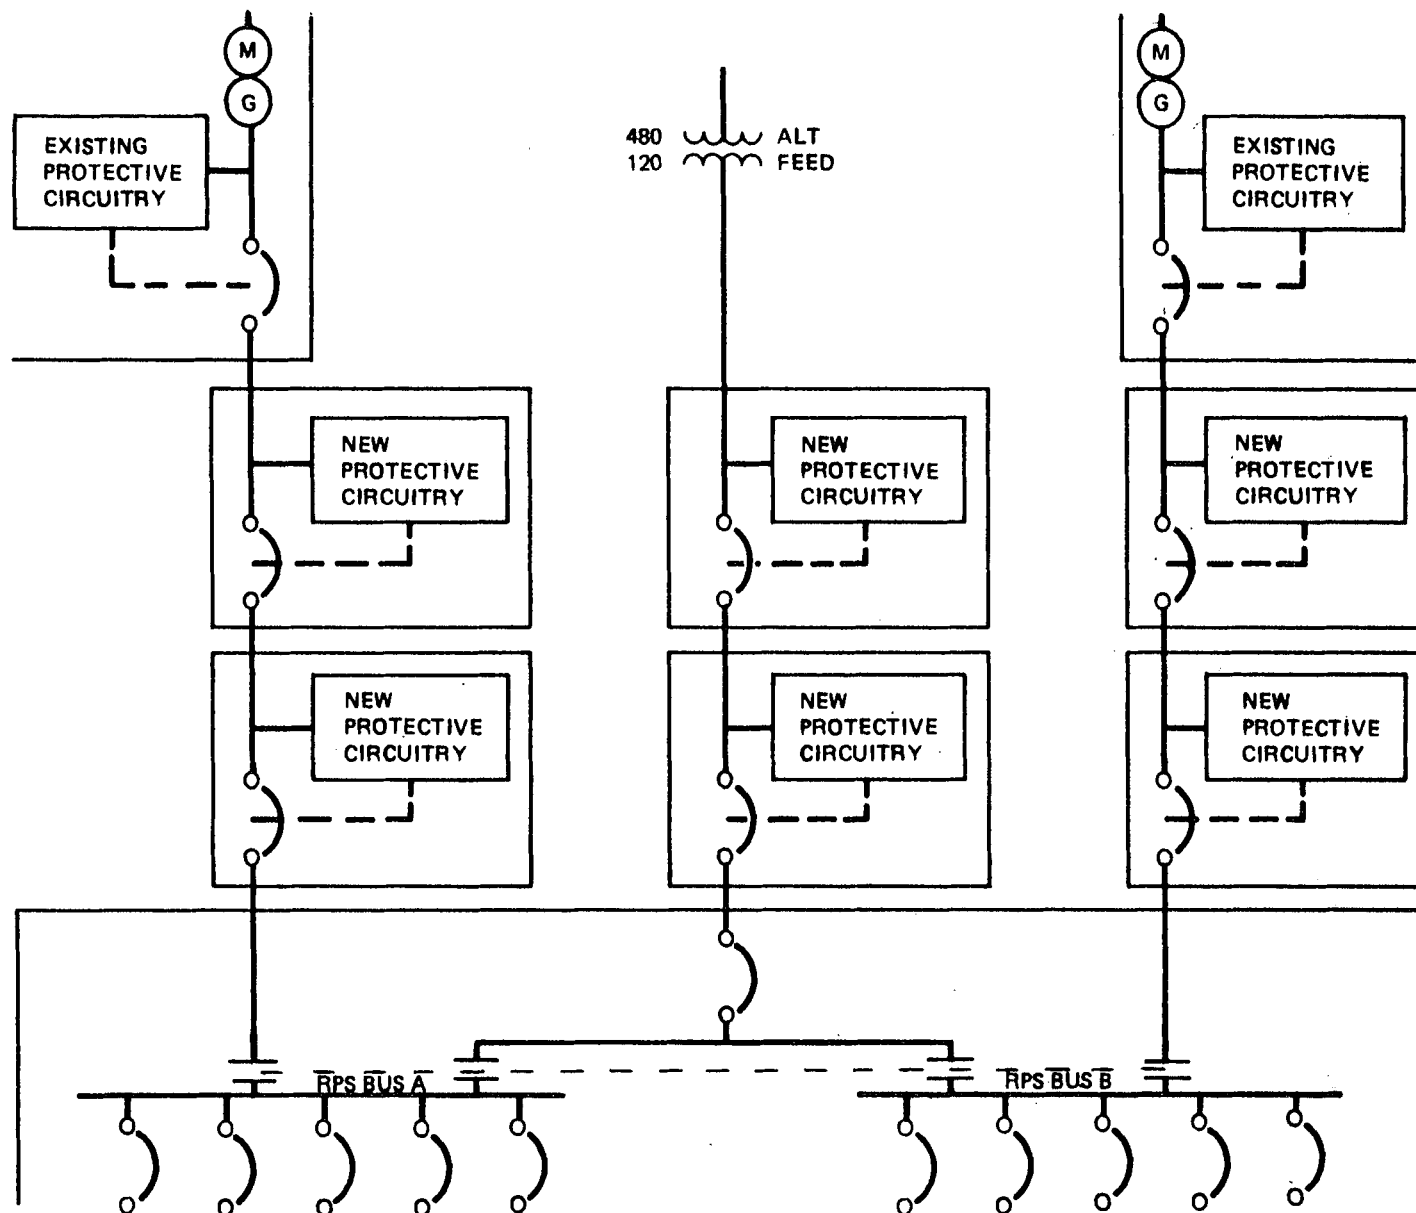 M
G
EXISTING
PROTECTIVE
CIRCUITRY
480 ALT
120 FEED
M
G
EXISTING
PROTECTIVE
CIRCUITRY
NEW
PROTECTIVE
CIRCUITRY
NEW
PROTECTIVE
CIRCUITRY
NEW
PROTECTIVE
CIRCUITRY
NEW
PROTECTIVE
CIRCUITRY
NEW
PROTECTIVE
CIRCUITRY
NEW
PROTECTIVE
CIRCUITRY
RPS BUS A
RPS BUS B